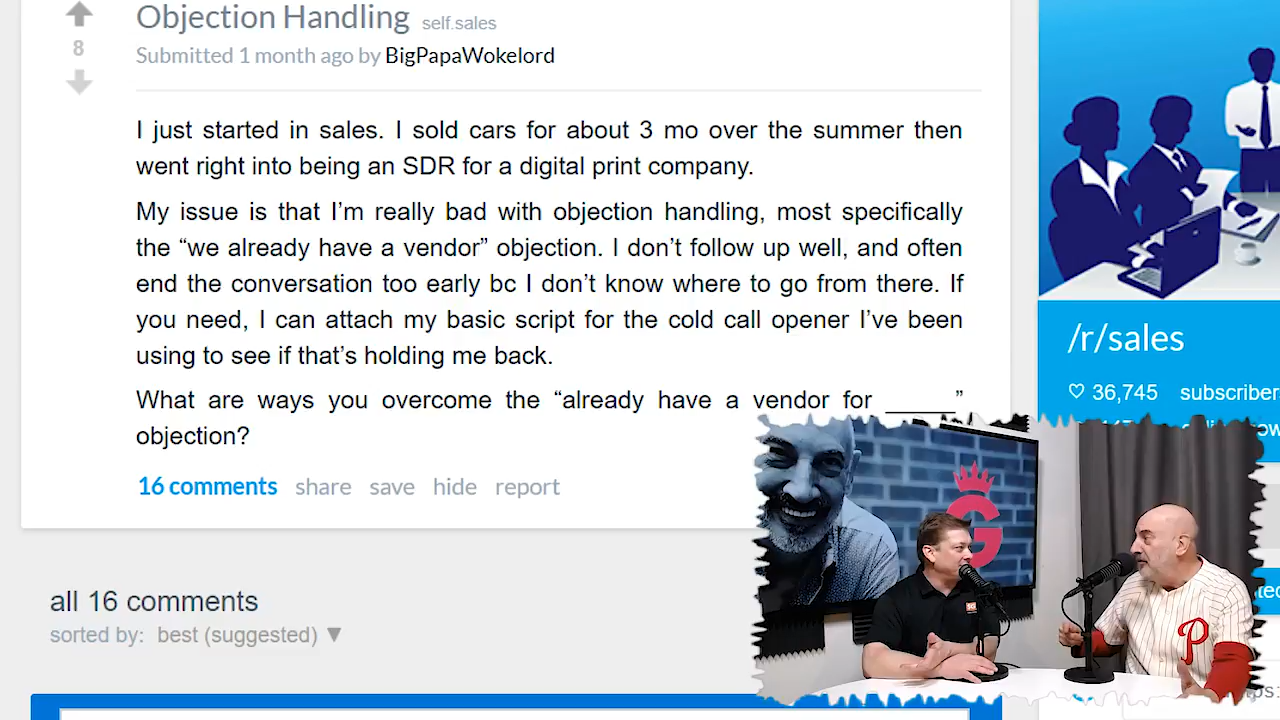 Objection Handling self.sales
8
Submitted 1 month ago by BigPapaWokelord
I just started in sales. I sold cars for about 3 mo over the summer then
went right into being an SDR for a digital print company.
My issue is that I’m really bad with objection handling, most specifically
the “we already have a vendor” objection. I don’t follow up well, and often
end the conversation too early bc I don’t know where to go from there. If
you need, I can attach my basic script for the cold call opener I’ve been
using to see if that’s holding me back.
What are ways you overcome the “already have a vendor for _____”
objection?
16 comments share save hide report
all 16 comments
sorted by: best (suggested) ▼
/r/sales
♡ 36,745 subscribers
G
P